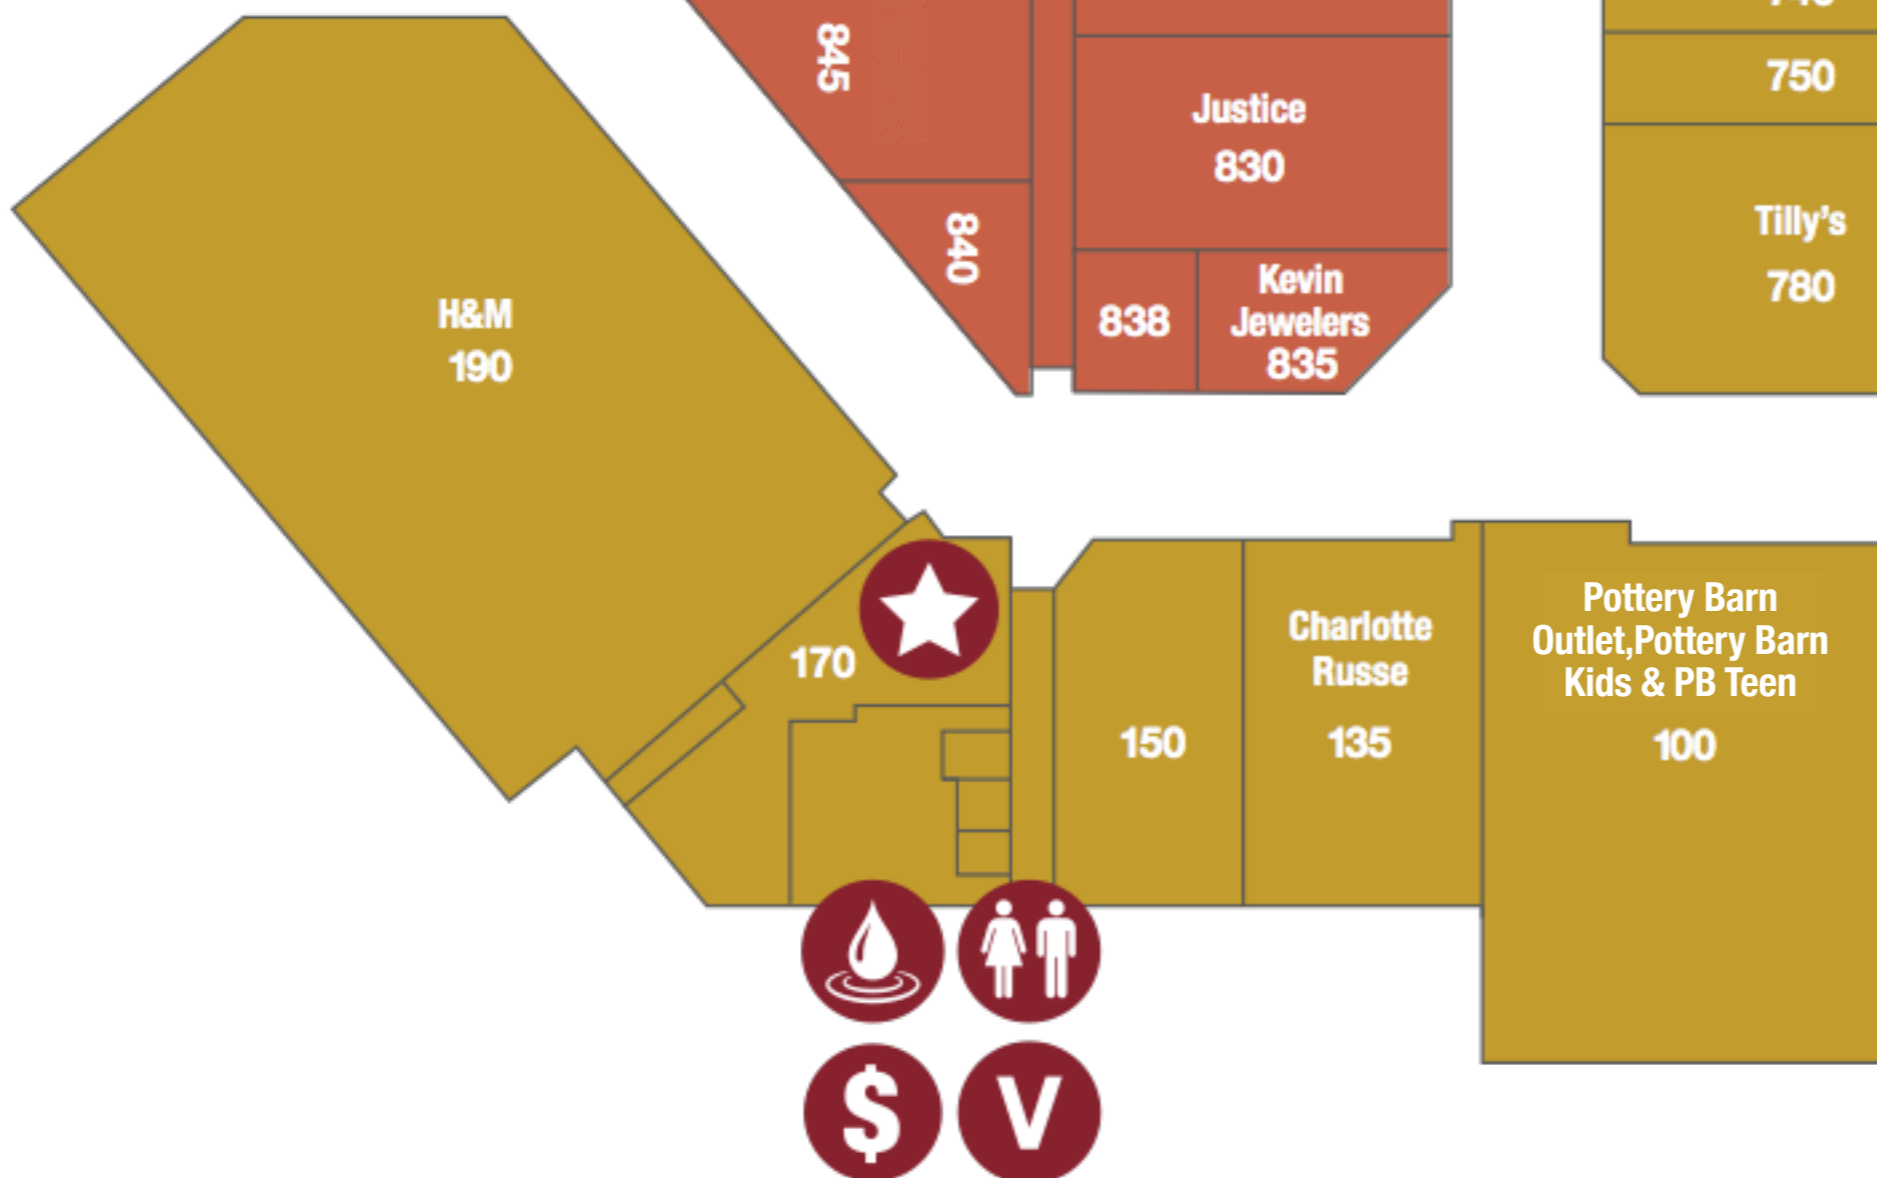 845
840
Justice
830
838
Kevin
Jewelers
835
750
Tilly's
780
H&M
190
170
150
Charlotte
Russe
135
Pottery Barn
Outlet,Pottery Barn
Kids & PB Teen
100
$
V